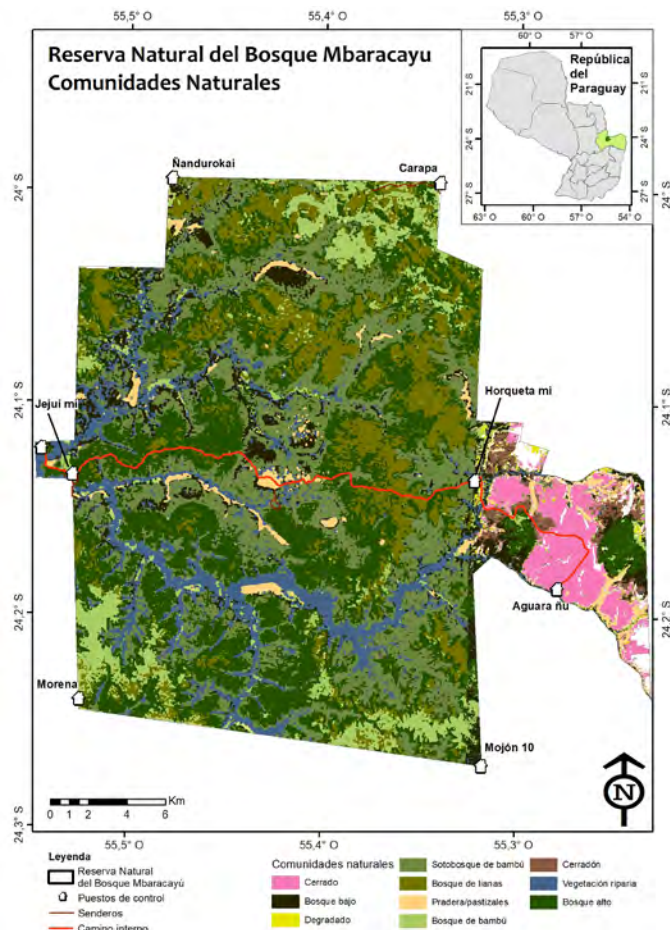 55,5° O
55,4° O
55,3° O
Reserva Natural del Bosque Mbaracayu
Comunidades Naturales
60° O
57° O
República
del
Paraguay
21° S
24° S
27° S
21° S
24° S
27° S
63° O
60° O
57° O
54° O
Ñandurokai
Carapa
24° S
24° S
24,1° S
24,1° S
Jejuí mí
Horqueta mi
Aguara ñu
24,2° S
24,2° S
Morena
Mojón 10
N
Km
0 1 2 4 6
24,3° S
55,5° O
55,4° O
55,3° O
Leyenda
Reserva Natural
del Bosque Mbaracayú
Puestos de control
Senderos
Camino interno
Comunidades naturales
Cerrado
Bosque bajo
Degradado
Sotobosque de bambú
Bosque de lianas
Pradera/pastizales
Bosque de bambú
Cerradón
Vegetación riparia
Bosque alto